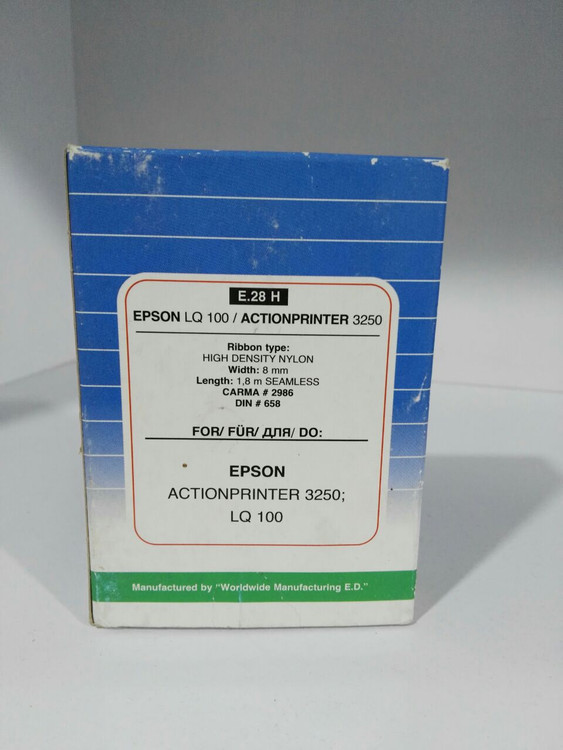 E.28 H
EPSON LQ 100 / ACTIONPRINTER 3250
Ribbon type:
HIGH DENSITY NYLON
Width: 8 mm
Length: 1,8 m SEAMLESS
CARMA # 2986
DIN # 658
FOR/ FÜR/ ДЛЯ/ DO:
EPSON
ACTIONPRINTER 3250;
LQ 100
Manufactured by "Worldwide Manufacturing E.D."